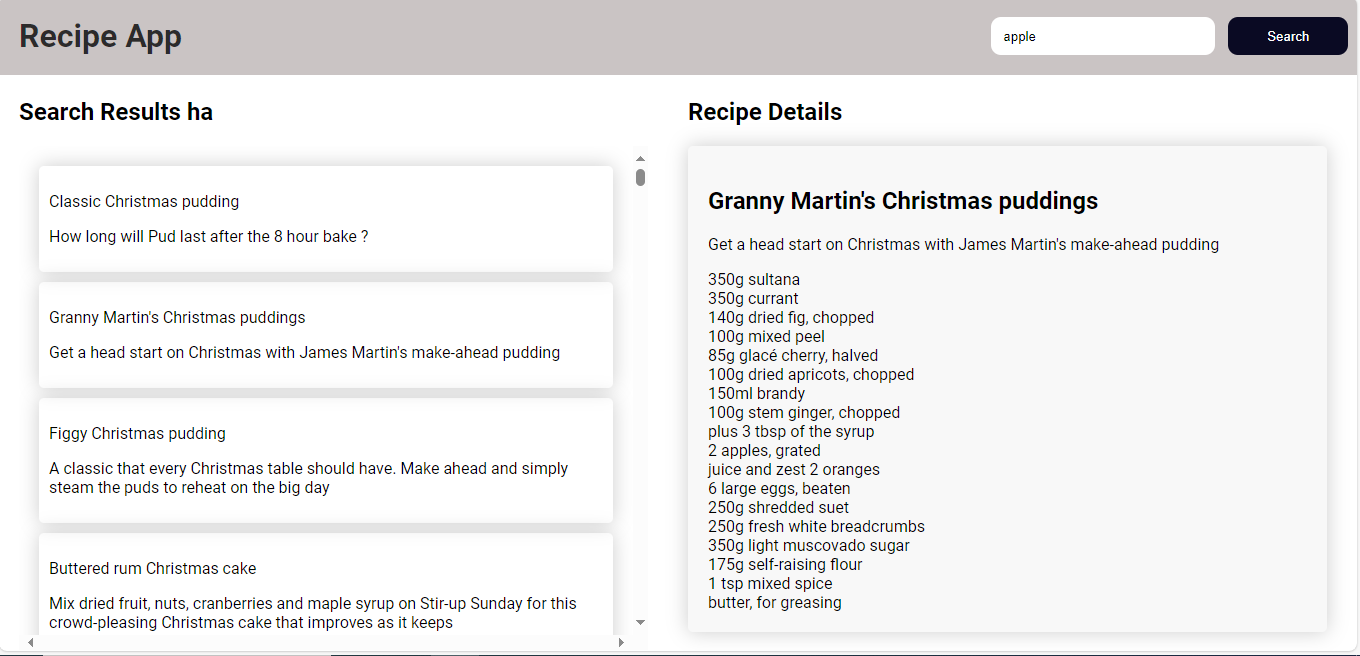 Recipe App
apple
Search
Search Results ha
Classic Christmas pudding
How long will Pud last after the 8 hour bake ?
Granny Martin's Christmas puddings
Get a head start on Christmas with James Martin's make-ahead pudding
Figgy Christmas pudding
A classic that every Christmas table should have. Make ahead and simply
steam the puds to reheat on the big day
Buttered rum Christmas cake
Mix dried fruit, nuts, cranberries and maple syrup on Stir-up Sunday for this
crowd-pleasing Christmas cake that improves as it keeps
Recipe Details
Granny Martin's Christmas puddings
Get a head start on Christmas with James Martin's make-ahead pudding
350g sultana
350g currant
140g dried fig, chopped
100g mixed peel
85g glacé cherry, halved
100g dried apricots, chopped
150ml brandy
100g stem ginger, chopped
plus 3 tbsp of the syrup
2 apples, grated
juice and zest 2 oranges
6 large eggs, beaten
250g shredded suet
250g fresh white breadcrumbs
350g light muscovado sugar
175g self-raising flour
1 tsp mixed spice
butter, for greasing